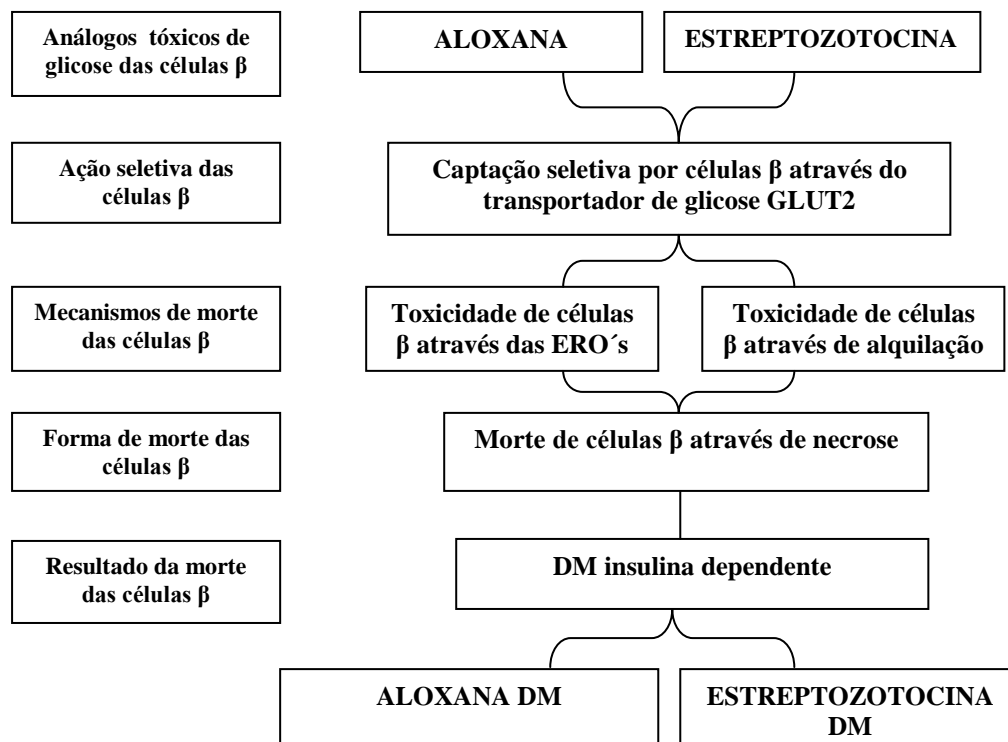 Análogos tóxicos de
glicose das células β
ALOXANA
ESTREPTOZOTOCINA
Ação seletiva das
células β
Captação seletiva por células β através do
transportador de glicose GLUT2
Mecanismos de morte
das células β
Toxicidade de células
β através das ERO´s
Toxicidade de células
β através de alquilação
Forma de morte das
células β
Morte de células β através de necrose
Resultado da morte
das células β
DM insulina dependente
ALOXANA DM
ESTREPTOZOTOCINA
DM